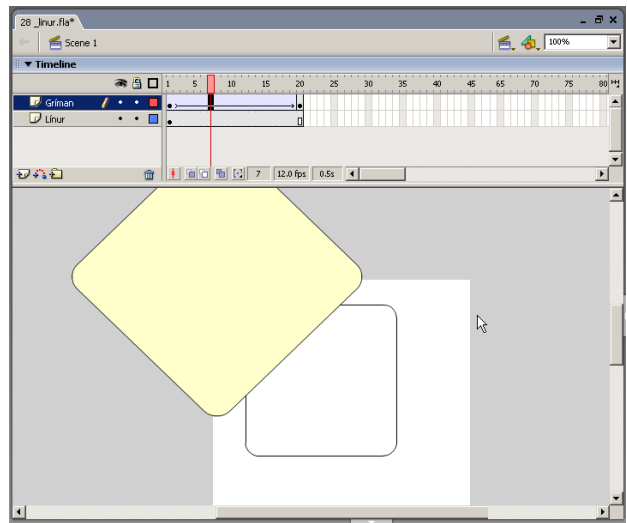 28 _linur.fla*
Scene 1
100%
Timeline
1 5 10 15 20 25 30 35 40 45 50 55 60 65 70 75 80
Gríman
Línur
7 12.0 fps 0.5s